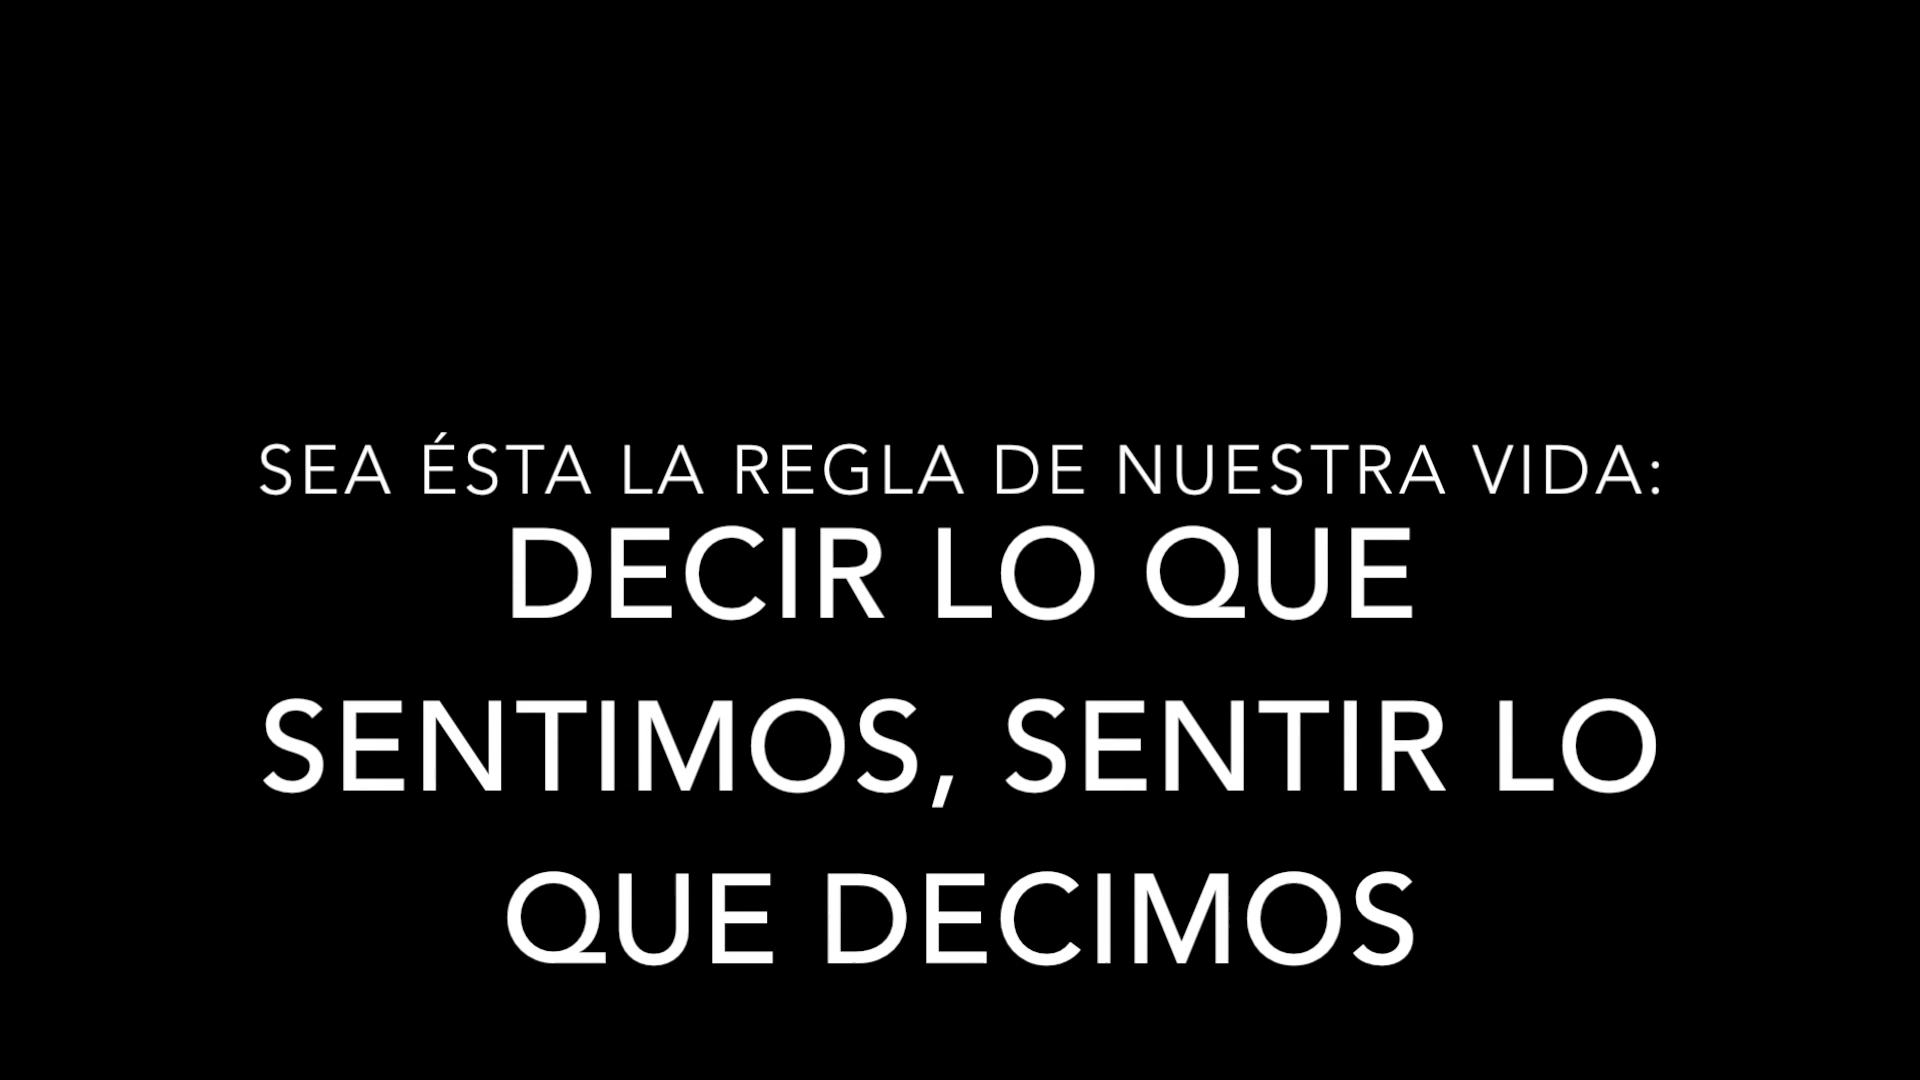 SEA ÉSTA LA REGLA DE NUESTRA VIDA:
DECIR LO QUE
SENTIMOS, SENTIR LO
QUE DECIMOS